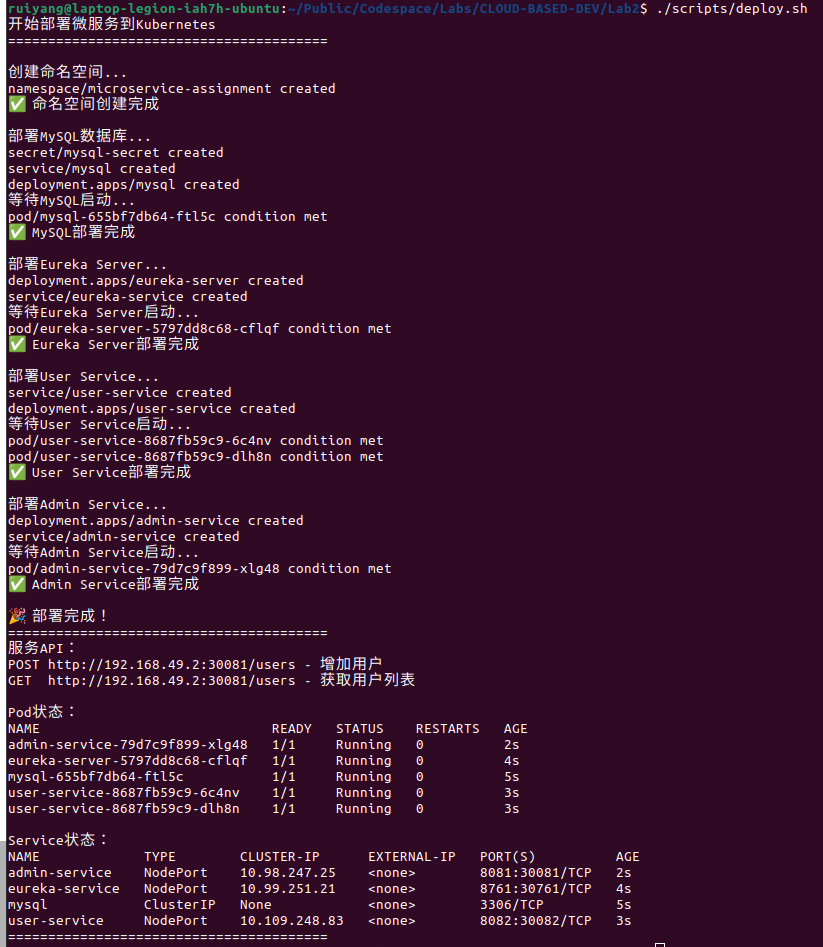 ruiyang@laptop-legion-iah7h-ubuntu:~/Public/Codespace/Labs/CLOUD-BASED-DEV/Lab2$ ./scripts/deploy.sh
开始部署微服务到Kubernetes
========================================
创建命名空间...
namespace/microservice-assignment created
✅ 命名空间创建完成
部署MySQL数据库...
secret/mysql-secret created
service/mysql created
deployment.apps/mysql created
等待MySQL启动...
pod/mysql-655bf7db64-ftl5c condition met
✅ MySQL部署完成
部署Eureka Server...
deployment.apps/eureka-server created
service/eureka-service created
等待Eureka Server启动...
pod/eureka-server-5797dd8c68-cflqf condition met
✅ Eureka Server部署完成
部署User Service...
service/user-service created
deployment.apps/user-service created
等待User Service启动...
pod/user-service-8687fb59c9-6c4nv condition met
pod/user-service-8687fb59c9-dlh8n condition met
✅ User Service部署完成
部署Admin Service...
deployment.apps/admin-service created
service/admin-service created
等待Admin Service启动...
pod/admin-service-79d7c9f899-xlg48 condition met
✅ Admin Service部署完成
🎉 部署完成！
========================================
服务API：
POST http://192.168.49.2:30081/users - 增加用户
GET  http://192.168.49.2:30081/users - 获取用户列表
Pod状态：
NAME                             READY   STATUS    RESTARTS   AGE
admin-service-79d7c9f899-xlg48   1/1     Running   0          2s
eureka-server-5797dd8c68-cflqf   1/1     Running   0          4s
mysql-655bf7db64-ftl5c           1/1     Running   0          5s
user-service-8687fb59c9-6c4nv    1/1     Running   0          3s
user-service-8687fb59c9-dlh8n    1/1     Running   0          3s
Service状态：
NAME             TYPE        CLUSTER-IP      EXTERNAL-IP   PORT(S)          AGE
admin-service    NodePort    10.98.247.25    <none>        8081:30081/TCP   2s
eureka-service   NodePort    10.99.251.21    <none>        8761:30761/TCP   4s
mysql            ClusterIP   None            <none>        3306/TCP         5s
user-service     NodePort    10.109.248.83   <none>        8082:30082/TCP   3s
========================================